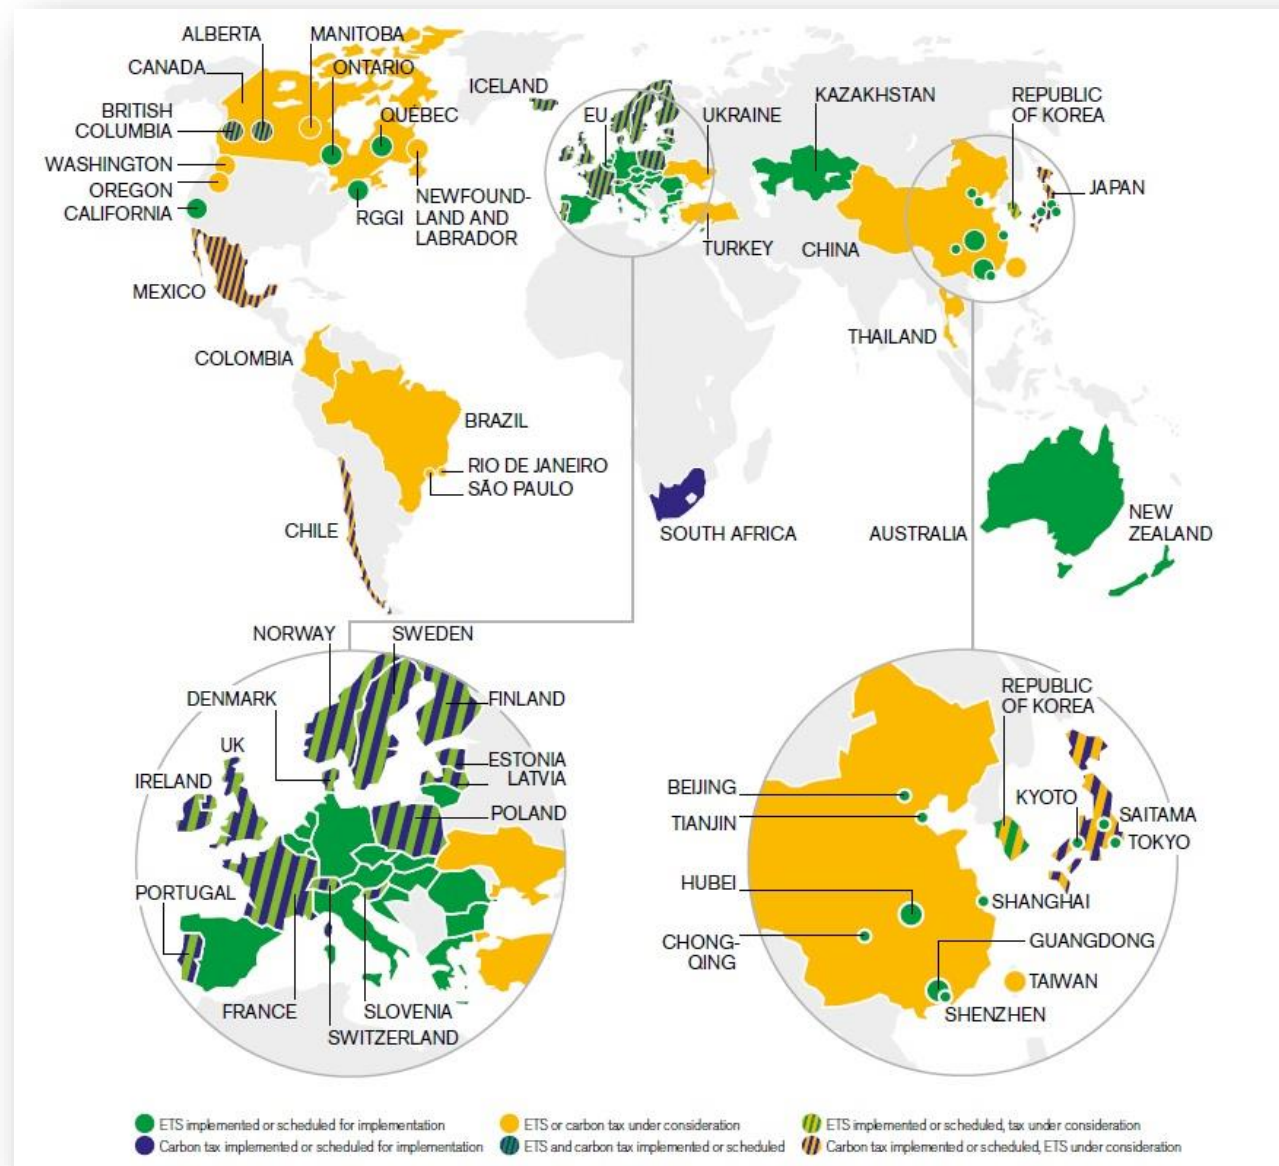 ALBERTA
MANITOBA
CANADA
ONTARIO
BRITISH
COLUMBIA
QUÉBEC
WASHINGTON
OREGON
CALIFORNIA
RGGI
NEWFOUND-
LAND AND
LABRADOR
MEXICO
ICELAND
EU
UKRAINE
KAZAKHSTAN
REPUBLIC
OF KOREA
JAPAN
TURKEY
CHINA
THAILAND
COLOMBIA
BRAZIL
RIO DE JANEIRO
SÃO PAULO
CHILE
SOUTH AFRICA
AUSTRALIA
NEW
ZEALAND
NORWAY
SWEDEN
DENMARK
FINLAND
UK
IRELAND
ESTONIA
LATVIA
POLAND
PORTUGAL
FRANCE
SLOVENIA
SWITZERLAND
REPUBLIC
OF KOREA
BEIJING
TIANJIN
KYOTO
SAITAMA
TOKYO
HUBEI
SHANGHAI
CHONG-
QING
GUANGDONG
TAIWAN
SHENZHEN
ETS implemented or scheduled for implementation
Carbon tax implemented or scheduled for implementation
ETS or carbon tax under consideration
ETS and carbon tax implemented or scheduled
ETS implemented or scheduled, tax under consideration
Carbon tax implemented or scheduled, ETS under consideration